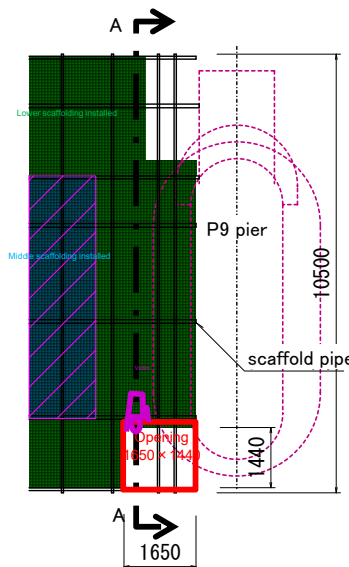 A
Lower scaffolding installed
P9 pier
Middle scaffolding installed
10500
scaffold pipe
Opening
1650×1440
1440
A
1650